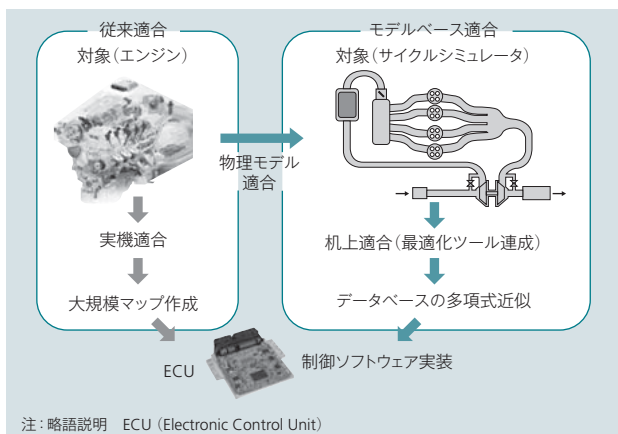 従来適合
対象（エンジン）
実機適合
大規模マップ作成
物理モデル
適合
モデルベース適合
対象（サイクルシミュレータ）
机上適合（最適化ツール連成）
データベースの多項式近似
ECU
制御ソフトウェア実装
注：略語説明　ECU（Electronic Control Unit）